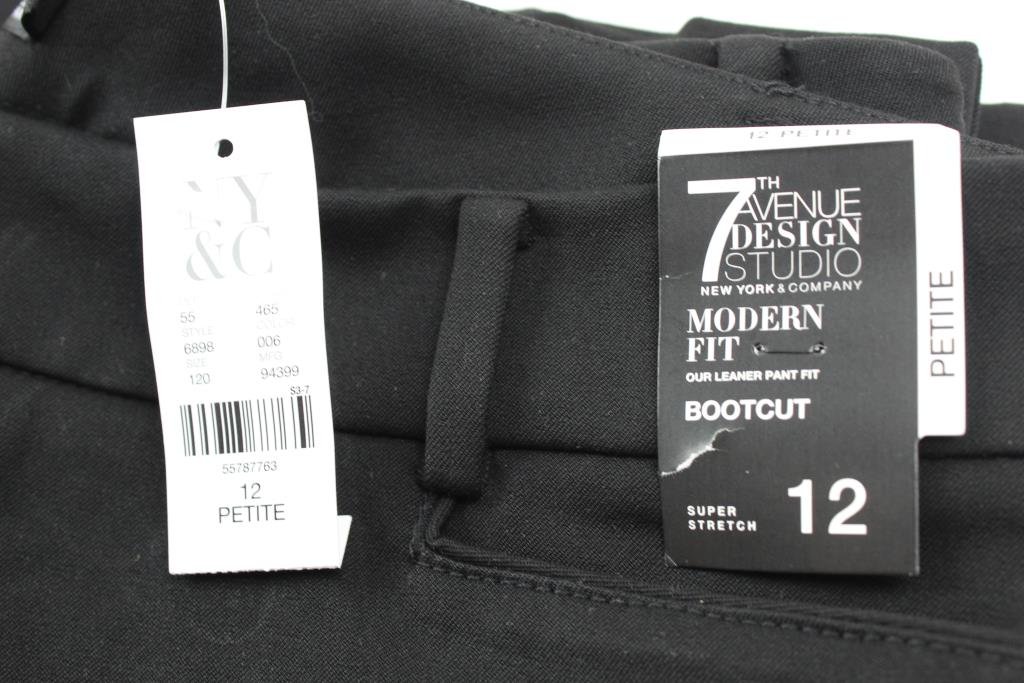 NY
&C
55 465
STYLE COLOR
6898 006
SIZE MFG
120 94399
S3-7
55787763
12
PETITE
12 PETITE
7TH
AVENUE
DESIGN
STUDIO
NEW YORK & COMPANY
MODERN
FIT
OUR LEANER PANT FIT
BOOTCUT
SUPER
STRETCH
12
PETITE